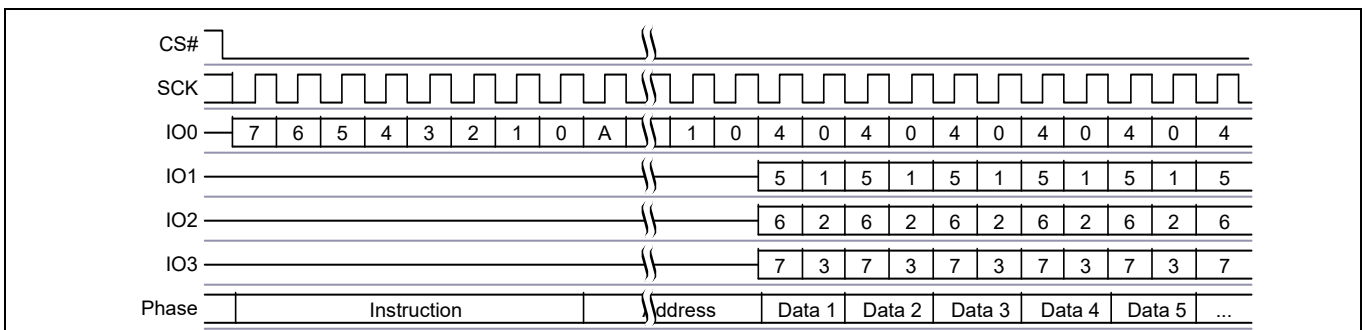 CS#
SCK
IO0 7 6 5 4 3 2 1 0 A 1 0 4 0 4 0 4 0 4 0 4 0 4
IO1 5 1 5 1 5 1 5 1 5 1 5
IO2 6 2 6 2 6 2 6 2 6 2 6
IO3 7 3 7 3 7 3 7 3 7 3 7
Phase Instruction ddress Data 1 Data 2 Data 3 Data 4 Data 5 ...